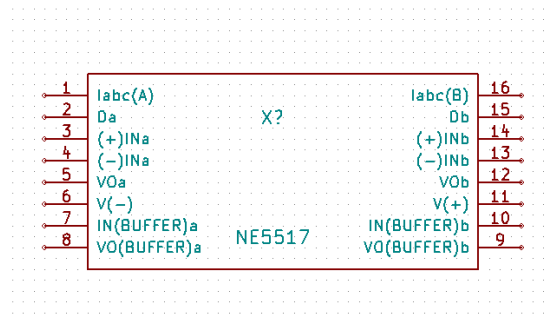 1 Iabc(A) Iabc(B) 16
2 Da X? Db 15
3 (+)INa (+)INb 14
4 (−)INa (−)INb 13
5 VOa VOb 12
6 V(−) V(+) 11
7 IN(BUFFER)a IN(BUFFER)b 10
8 VO(BUFFER)a NE5517 VO(BUFFER)b 9